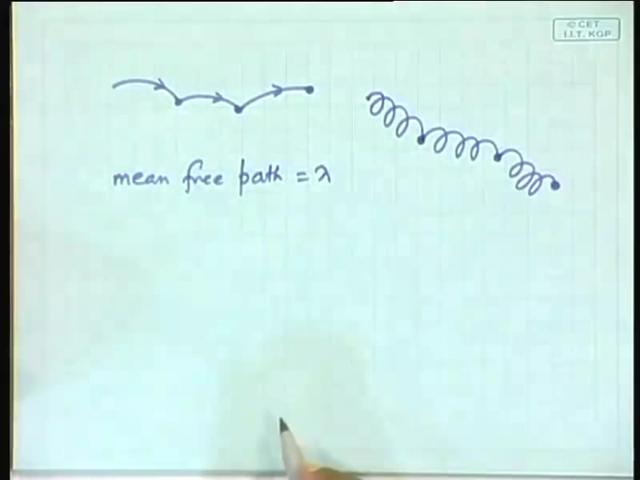 © CET
I.I.T. KGP
mean free path = λ